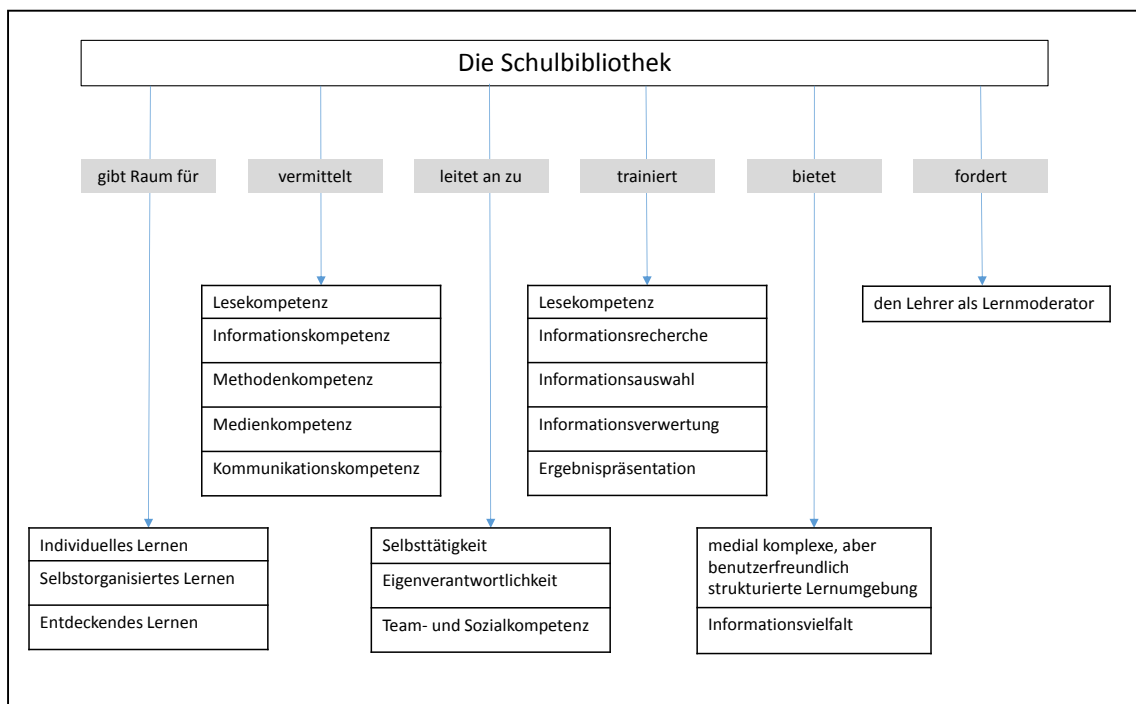 Die Schulbibliothek
gibt Raum für
vermittelt
leitet an zu
trainiert
bietet
fordert
Lesekompetenz
Informationskompetenz
Methodenkompetenz
Medienkompetenz
Kommunikationskompetenz
Lesekompetenz
Informationsrecherche
Informationsauswahl
Informationsverwertung
Ergebnispräsentation
den Lehrer als Lernmoderator
Individuelles Lernen
Selbstorganisiertes Lernen
Entdeckendes Lernen
Selbsttätigkeit
Eigenverantwortlichkeit
Team- und Sozialkompetenz
medial komplexe, aber
benutzerfreundlich
strukturierte Lernumgebung
Informationsvielfalt